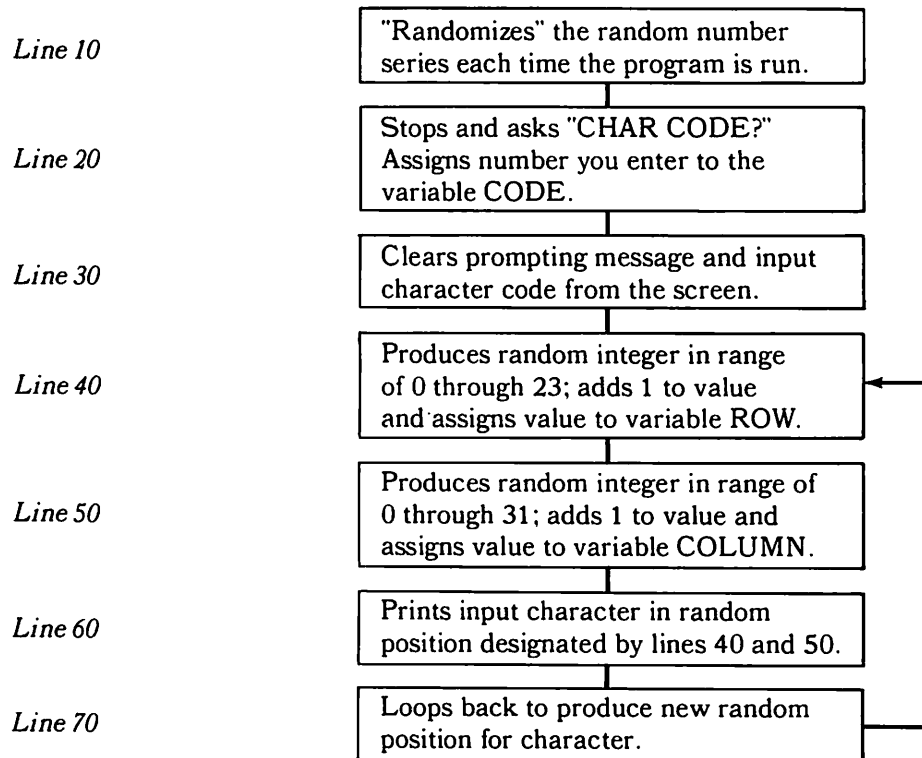 Line 10
"Randomizes" the random number
series each time the program is run.
Line 20
Stops and asks "CHAR CODE?"
Assigns number you enter to the
variable CODE.
Line 30
Clears prompting message and input
character code from the screen.
Line 40
Produces random integer in range
of 0 through 23; adds 1 to value
and assigns value to variable ROW.
Line 50
Produces random integer in range of
0 through 31; adds 1 to value and
assigns value to variable COLUMN.
Line 60
Prints input character in random
position designated by lines 40 and 50.
Line 70
Loops back to produce new random
position for character.